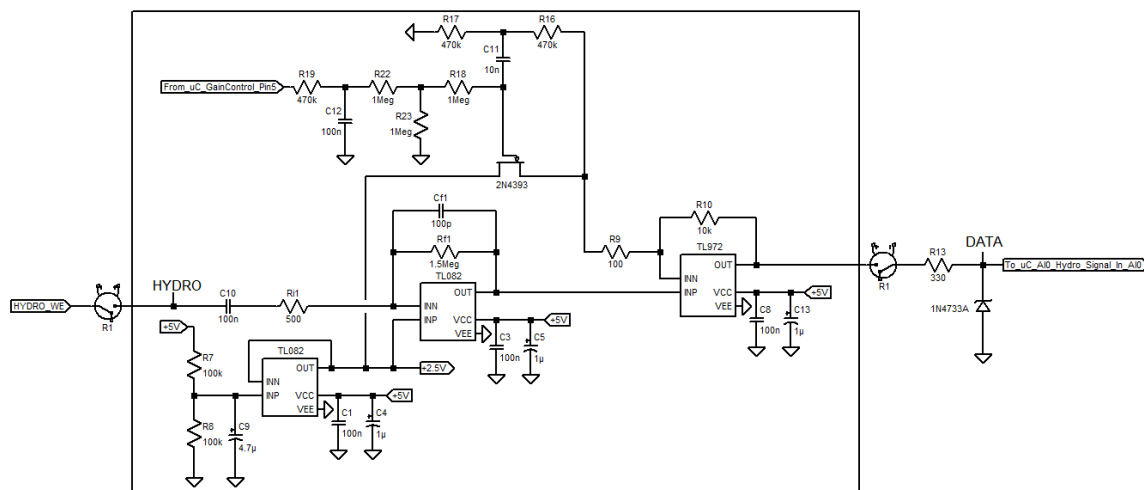 R17
470k
R16
470k
C11
10n
From_uC_GainControl_Pin5
R19
470k
R22
1Meg
R18
1Meg
C12
100n
R23
1Meg
2N4393
Cf1
100p
Rf1
1.5Meg
TL082
INN
INP
OUT
VCC
VEE
R10
10k
R9
100
TL972
INN
INP
OUT
VCC
VEE
+5V
C8
100n
C13
1µ
R1
R13
330
DATA
To_uC_AI0_Hydro_Signal_In_AI0
1N4733A
HYDRO_WE
R1
HYDRO
C10
100n
Ri1
500
+5V
C3
100n
C5
1µ
+5V
R7
100k
TL082
INN
INP
OUT
VCC
VEE
+2.5V
+5V
R8
100k
C9
4.7µ
C1
100n
C4
1µ